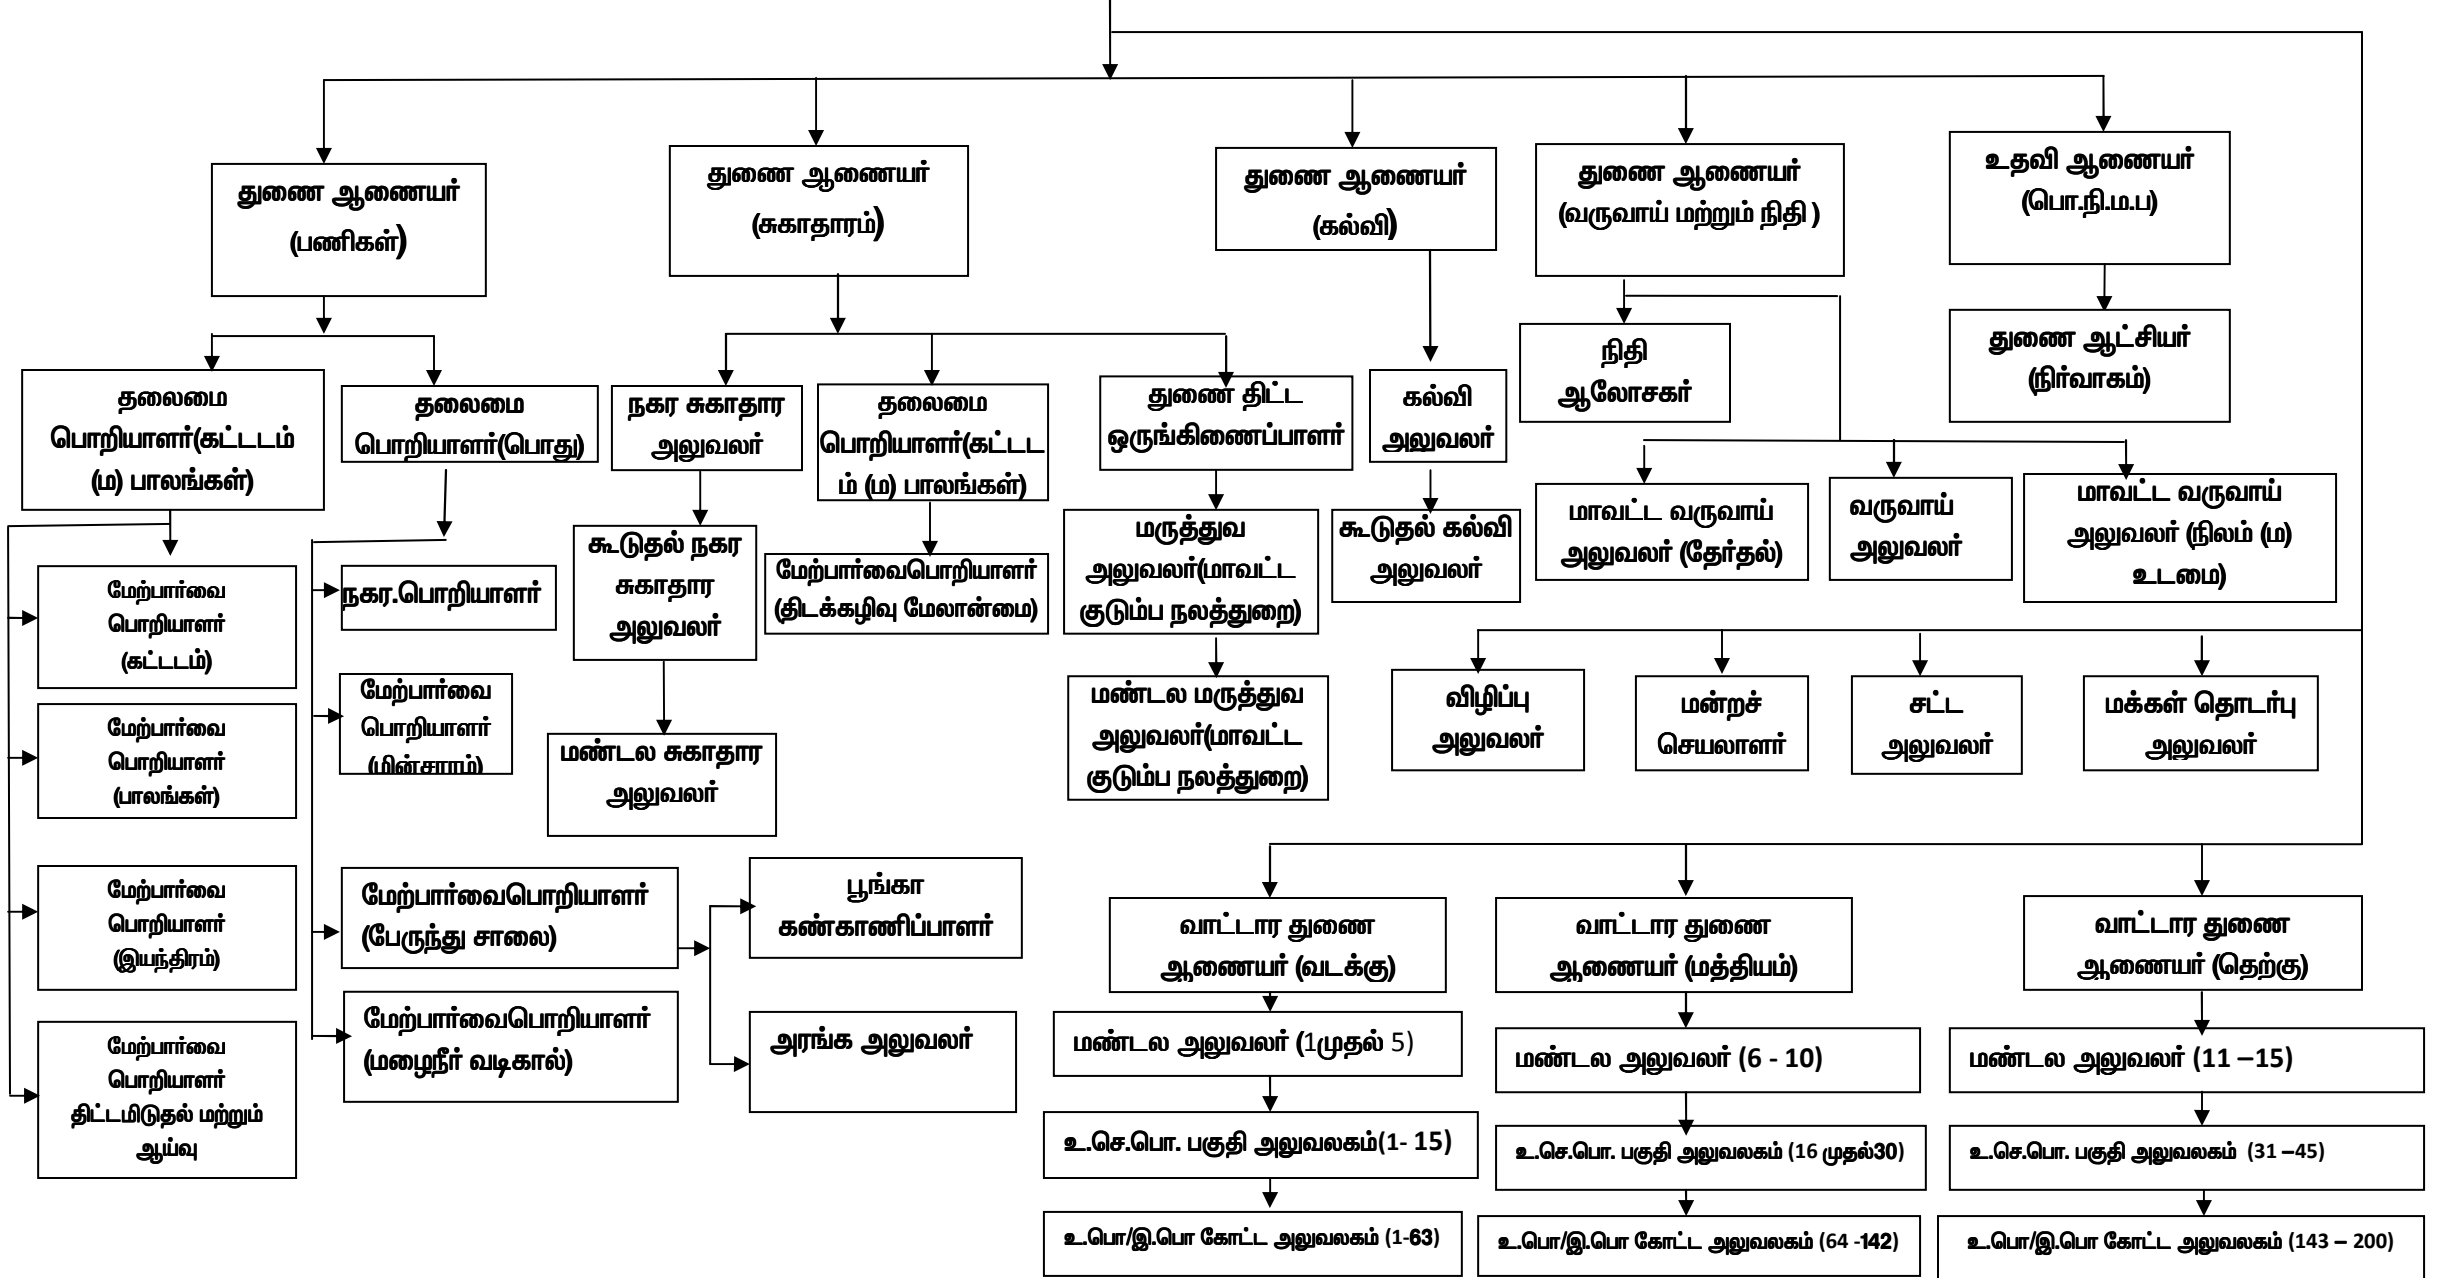 துணை ஆணையர்
(பணிகள்)
துணை ஆணையர்
(சுகாதாரம்)
துணை ஆணையர்
(கல்வி)
துணை ஆணையர்
(வருவாய் மற்றும் நிதி )
உதவி ஆணையர்
(பொ.நி.ம.ப)
துணை ஆட்சியர்
(நிர்வாகம்)
நிதி
ஆலோசகர்
தலைமை
பொறியாளர்(கட்டடம்
(ம) பாலங்கள்)
தலைமை
பொறியாளர்(பொது)
நகர சுகாதார
அலுவலர்
தலைமை
பொறியாளர்(கட்டட
ம் (ம) பாலங்கள்)
துணை திட்ட
ஒருங்கிணைப்பாளர்
கல்வி
அலுவலர்
மாவட்ட வருவாய்
அலுவலர் (தேர்தல்)
வருவாய்
அலுவலர்
மாவட்ட வருவாய்
அலுவலர் (நிலம் (ம)
உடமை)
கூடுதல் நகர
சுகாதார
அலுவலர்
மேற்பார்வைபொறியாளர்
(திடக்கழிவு மேலான்மை)
மருத்துவ
அலுவலர்(மாவட்ட
குடும்ப நலத்துறை)
கூடுதல் கல்வி
அலுவலர்
மேற்பார்வை
பொறியாளர்
(கட்டடம்)
நகர.பொறியாளர்
மேற்பார்வை
பொறியாளர்
(பாலங்கள்)
மேற்பார்வை
பொறியாளர்
(மின்சாரம்)
மண்டல சுகாதார
அலுவலர்
மண்டல மருத்துவ
அலுவலர்(மாவட்ட
குடும்ப நலத்துறை)
விழிப்பு
அலுவலர்
மன்றச்
செயலாளர்
சட்ட
அலுவலர்
மக்கள் தொடர்பு
அலுவலர்
மேற்பார்வை
பொறியாளர்
(இயந்திரம்)
மேற்பார்வைபொறியாளர்
(பேருந்து சாலை)
பூங்கா
கண்காணிப்பாளர்
வாட்டார துணை
ஆணையர் (வடக்கு)
வாட்டார துணை
ஆணையர் (மத்தியம்)
வாட்டார துணை
ஆணையர் (தெற்கு)
மேற்பார்வை
பொறியாளர்
திட்டமிடுதல் மற்றும்
ஆய்வு
மேற்பார்வைபொறியாளர்
(மழைநீர் வடிகால்)
அரங்க அலுவலர்
மண்டல அலுவலர் (1முதல் 5)
மண்டல அலுவலர் (6 - 10)
மண்டல அலுவலர் (11 –15)
உ.செ.பொ. பகுதி அலுவலகம்(1- 15)
உ.செ.பொ. பகுதி அலுவலகம் (16 முதல்30)
உ.செ.பொ. பகுதி அலுவலகம் (31 –45)
உ.பொ/இ.பொ கோட்ட அலுவலகம் (1-63)
உ.பொ/இ.பொ கோட்ட அலுவலகம் (64 -142)
உ.பொ/இ.பொ கோட்ட அலுவலகம் (143 – 200)